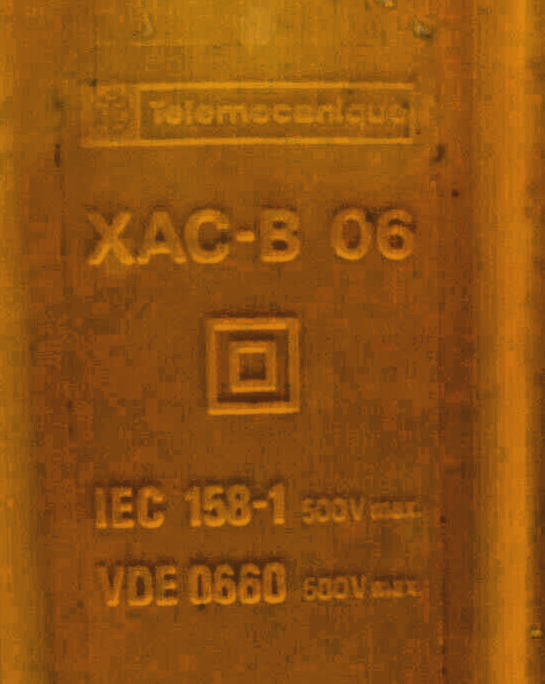 Telemecanique
XAC-B 06
IEC 158-1 500V max.
VDE 0660 500V max.